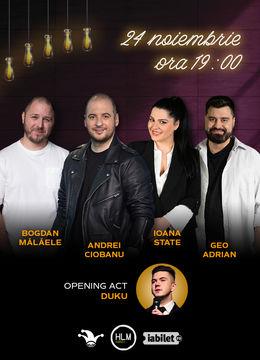 24 noiembrie
ora 19:00
BOGDAN
MĂLĂELE
ANDREI
CIOBANU
IOANA
STATE
GEO
ADRIAN
OPENING ACT
DUKU
HLM
iabilet